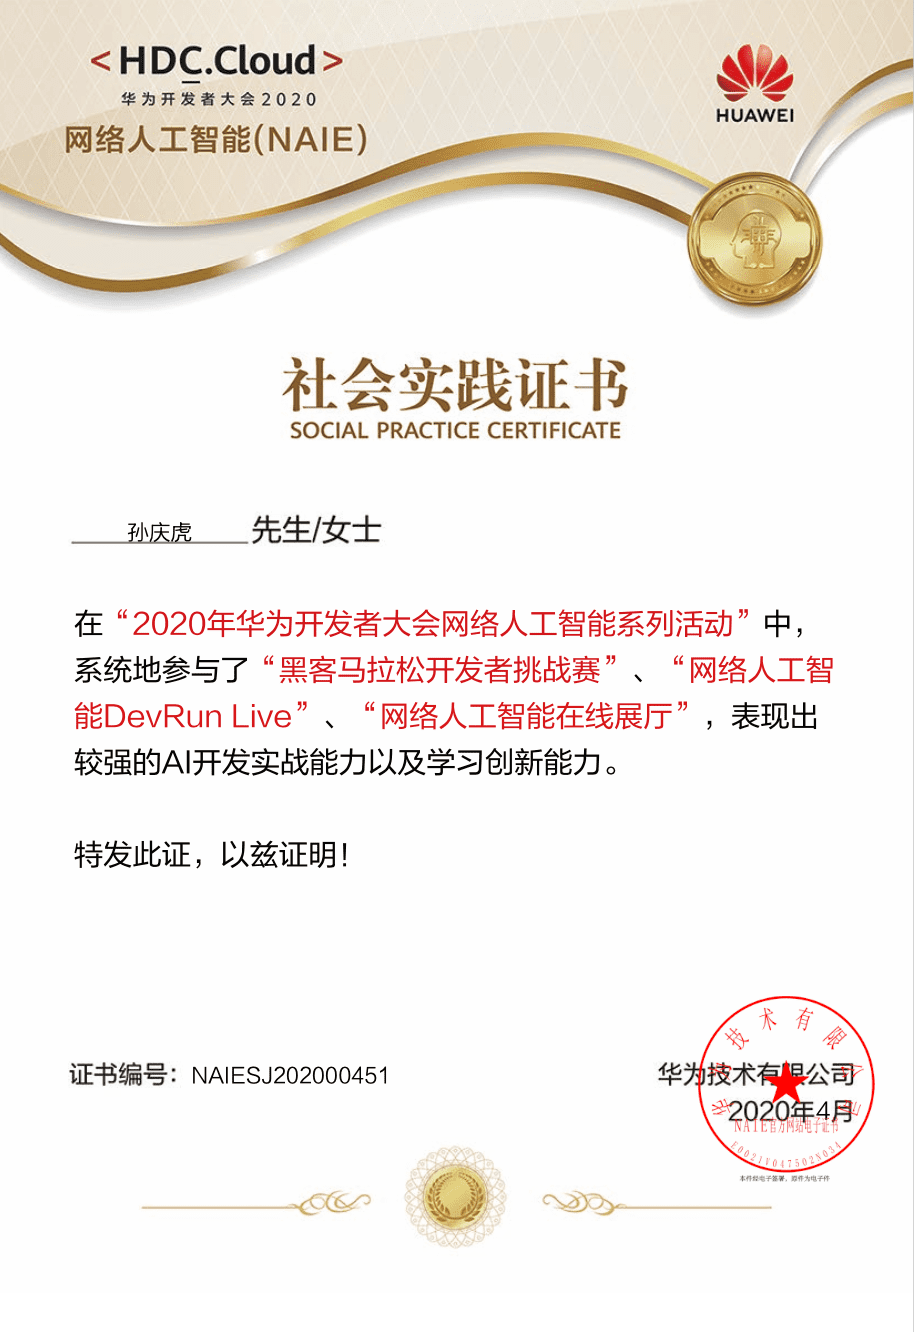 <HDC.Cloud>
华为开发者大会2020
网络人工智能(NAIE)
HUAWEI
社会实践证书
SOCIAL PRACTICE CERTIFICATE
孙庆虎 先生/女士
在“2020年华为开发者大会网络人工智能系列活动”中，
系统地参与了“黑客马拉松开发者挑战赛”、“网络人工智
能DevRun Live”、“网络人工智能在线展厅”，表现出
较强的AI开发实战能力以及学习创新能力。
特发此证，以兹证明！
证书编号：NAIESJ202000451
华为技术有限公司
2020年4月
华为技术有限公司
NAIE官方网站电子证书
E0021V047502N034
本件经电子签署，原件为电子件